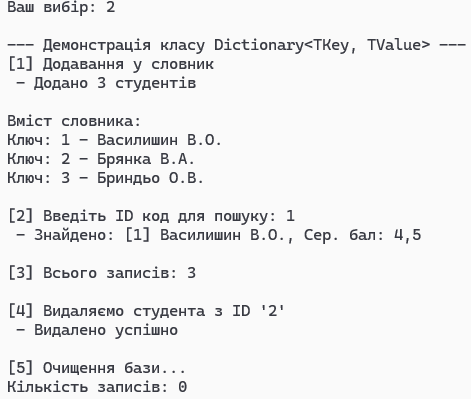 Ваш вибір: 2
--- Демонстрація класу Dictionary<TKey, TValue> ---
[1] Додавання у словник
- Додано 3 студентів
Вміст словника:
Ключ: 1 - Василишин В.О.
Ключ: 2 - Брянка В.А.
Ключ: 3 - Бриндьо О.В.
[2] Введіть ID код для пошуку: 1
- Знайдено: [1] Василишин В.О., Сер. бал: 4,5
[3] Всього записів: 3
[4] Видаляємо студента з ID '2'
- Видалено успішно
[5] Очищення бази...
Кількість записів: 0